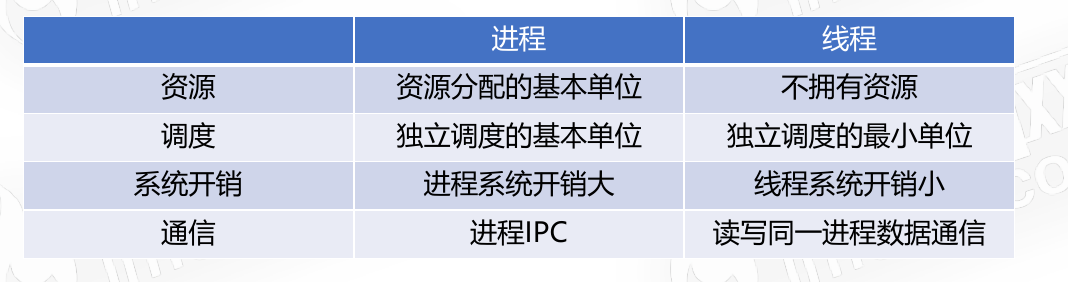 进程 线程
资源 资源分配的基本单位 不拥有资源
调度 独立调度的基本单位 独立调度的最小单位
系统开销 进程系统开销大 线程系统开销小
通信 进程IPC 读写同一进程数据通信